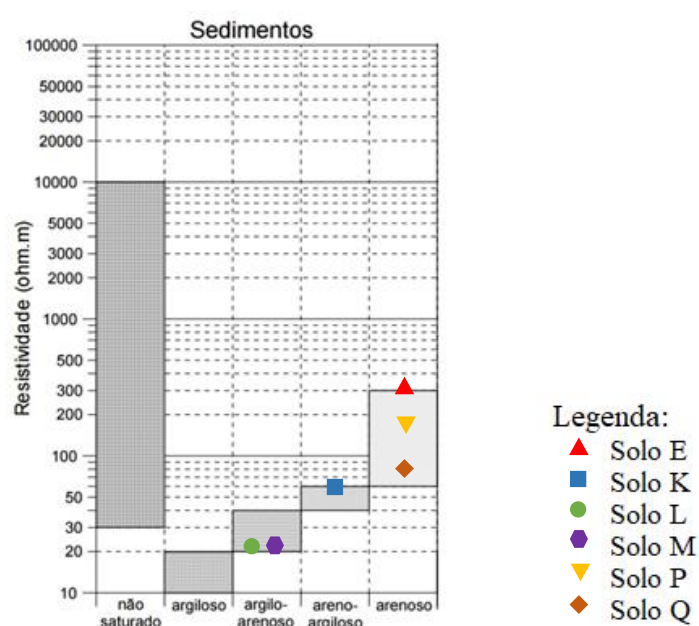 Sedimentos
100000
50000
30000
20000
10000
5000
3000
2000
1000
500
300
200
100
50
30
20
10
Resistividade (ohm.m)
não
saturado
argiloso
argilo-
arenoso
areno-
argiloso
arenoso
Legenda:
Solo E
Solo K
Solo L
Solo M
Solo P
Solo Q